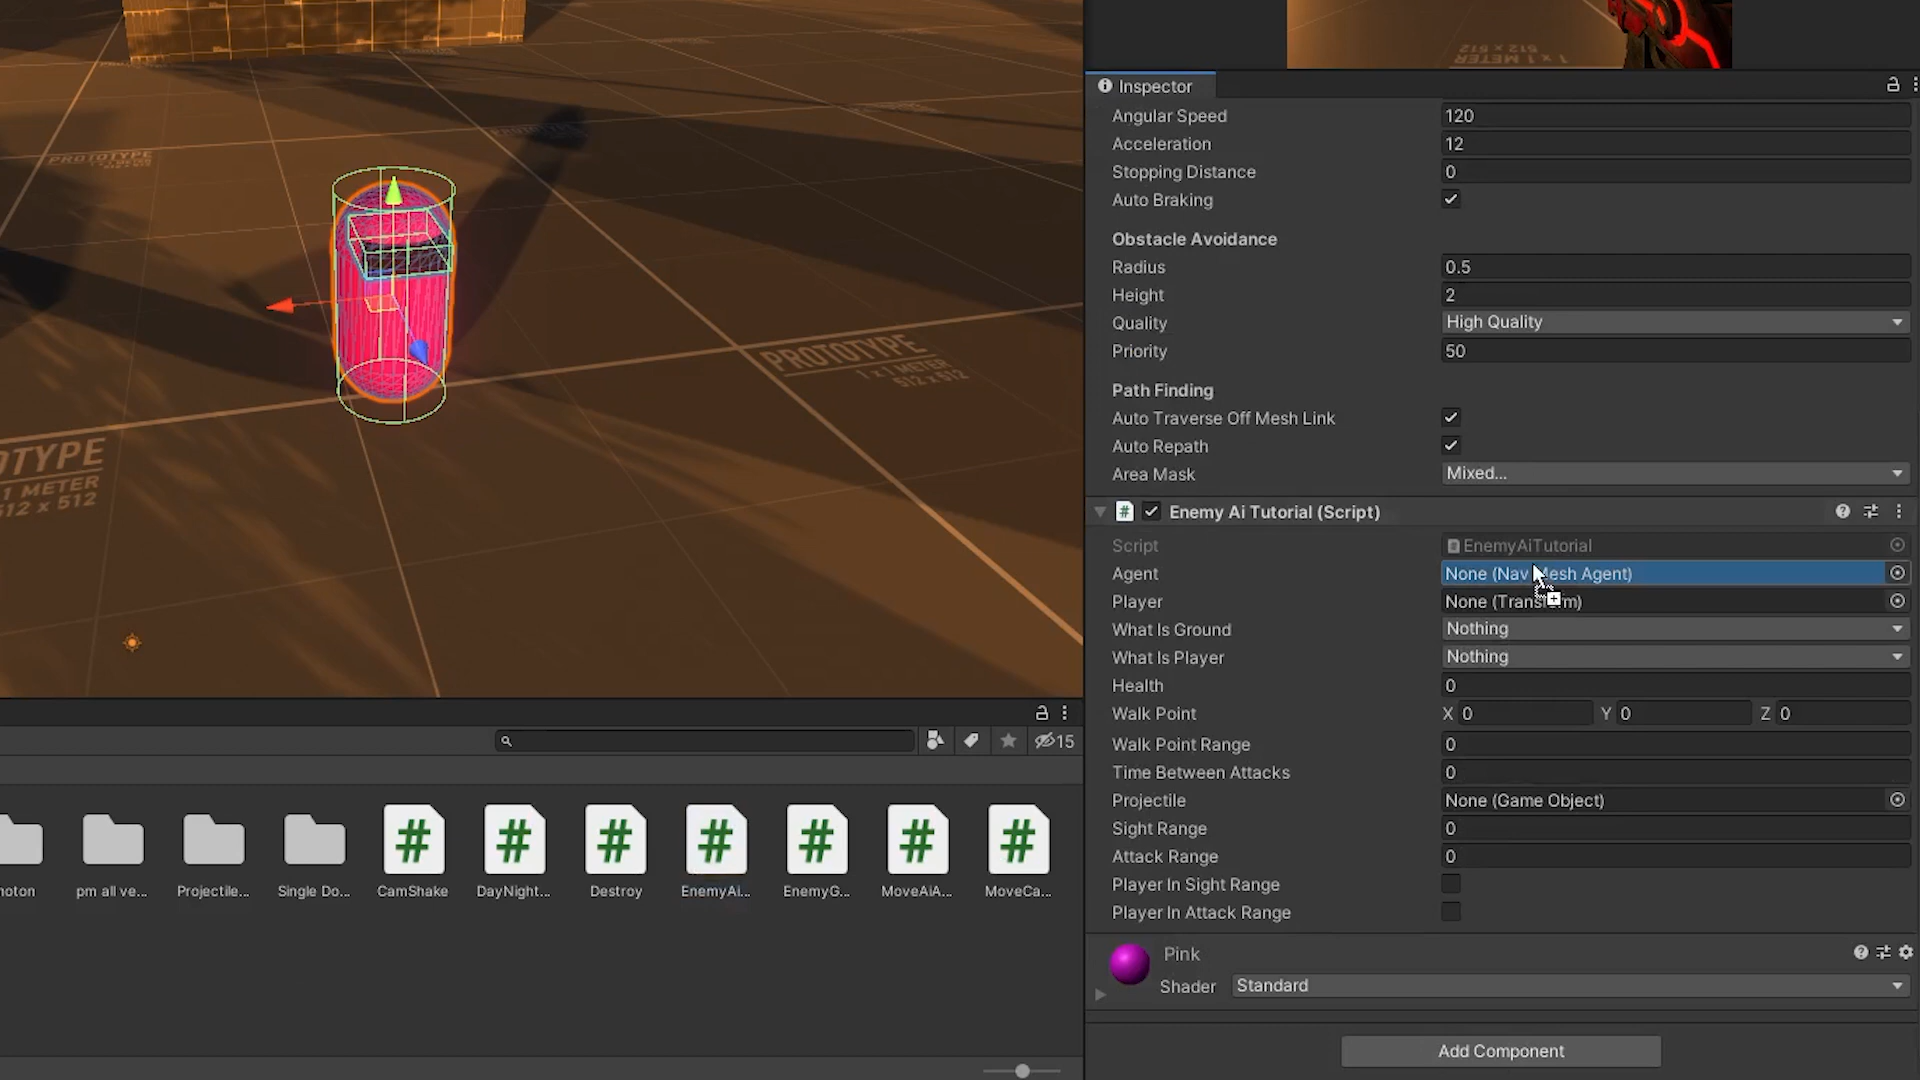 PROTOTYPE
PROTOTYPE
1 x 1 METER
512 x 512
OTYPE
1 METER
512 x 512
1 x 1 METER
512 x 512
Inspector
Angular Speed 120
Acceleration 12
Stopping Distance 0
Auto Braking
Obstacle Avoidance
Radius 0.5
Height 2
Quality High Quality
Priority 50
Path Finding
Auto Traverse Off Mesh Link
Auto Repath
Area Mask Mixed...
# Enemy Ai Tutorial (Script)
Script EnemyAiTutorial
Agent None (Nav Mesh Agent)
Player None (Transform)
What Is Ground Nothing
What Is Player Nothing
Health 0
Walk Point X 0 Y 0 Z 0
Walk Point Range 0
Time Between Attacks 0
Projectile None (Game Object)
Sight Range 0
Attack Range 0
Player In Sight Range
Player In Attack Range
Pink
Shader Standard
Add Component
15
# # # # # # #
hoton pm all ve... Projectile... Single Do... CamShake DayNight... Destroy EnemyAi... EnemyG... MoveAiA... MoveCa...